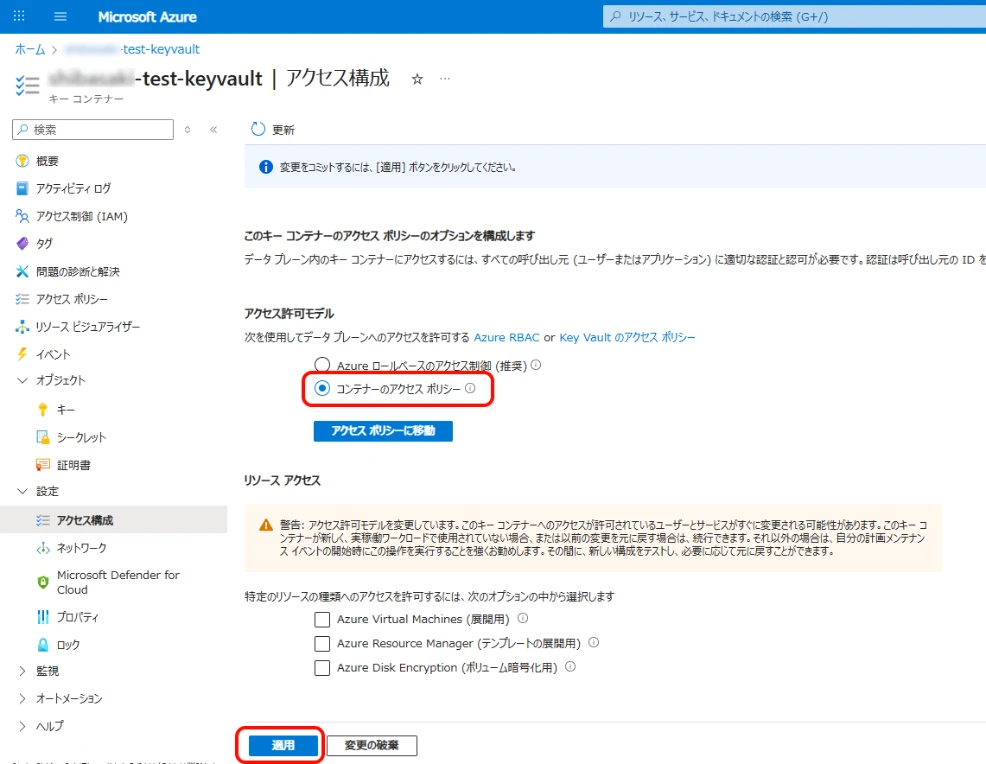 Microsoft Azure
リソース、サービス、ドキュメントの検索 (G+/)
ホーム > -test-keyvault
-test-keyvault | アクセス構成 ☆ …
キー コンテナー
検索
更新
変更をコミットするには、[適用] ボタンをクリックしてください。
概要
アクティビティ ログ
アクセス制御 (IAM)
タグ
問題の診断と解決
アクセス ポリシー
リソース ビジュアライザー
イベント
オブジェクト
キー
シークレット
証明書
設定
アクセス構成
ネットワーク
Microsoft Defender for
Cloud
プロパティ
ロック
監視
オートメーション
ヘルプ
このキー コンテナーのアクセス ポリシーのオプションを構成します
データ プレーン内のキー コンテナーにアクセスするには、すべての呼び出し元 (ユーザーまたはアプリケーション) に適切な認証と認可が必要です。認証は呼び出し元の ID を
アクセス許可モデル
次を使用してデータ プレーンへのアクセスを許可する Azure RBAC or Key Vault のアクセス ポリシー
Azure ロールベースのアクセス制御 (推奨)
コンテナーのアクセス ポリシー
アクセス ポリシーに移動
リソース アクセス
警告: アクセス許可モデルを変更しています。このキー コンテナーへのアクセスが許可されているユーザーとサービスがすぐに変更される可能性があります。このキー コ
ンテナーが新しく、実稼働ワークロードで使用されていない場合、または以前の変更を元に戻す場合は、続行できます。それ以外の場合は、自分の計画メンテナン
ス イベントの開始時にこの操作を実行することを強くお勧めします。その間に、新しい構成をテストし、必要に応じて元に戻すことができます。
特定のリソースの種類へのアクセスを許可するには、次のオプションの中から選択します
Azure Virtual Machines (展開用)
Azure Resource Manager (テンプレートの展開用)
Azure Disk Encryption (ボリューム暗号化用)
適用
変更の破棄